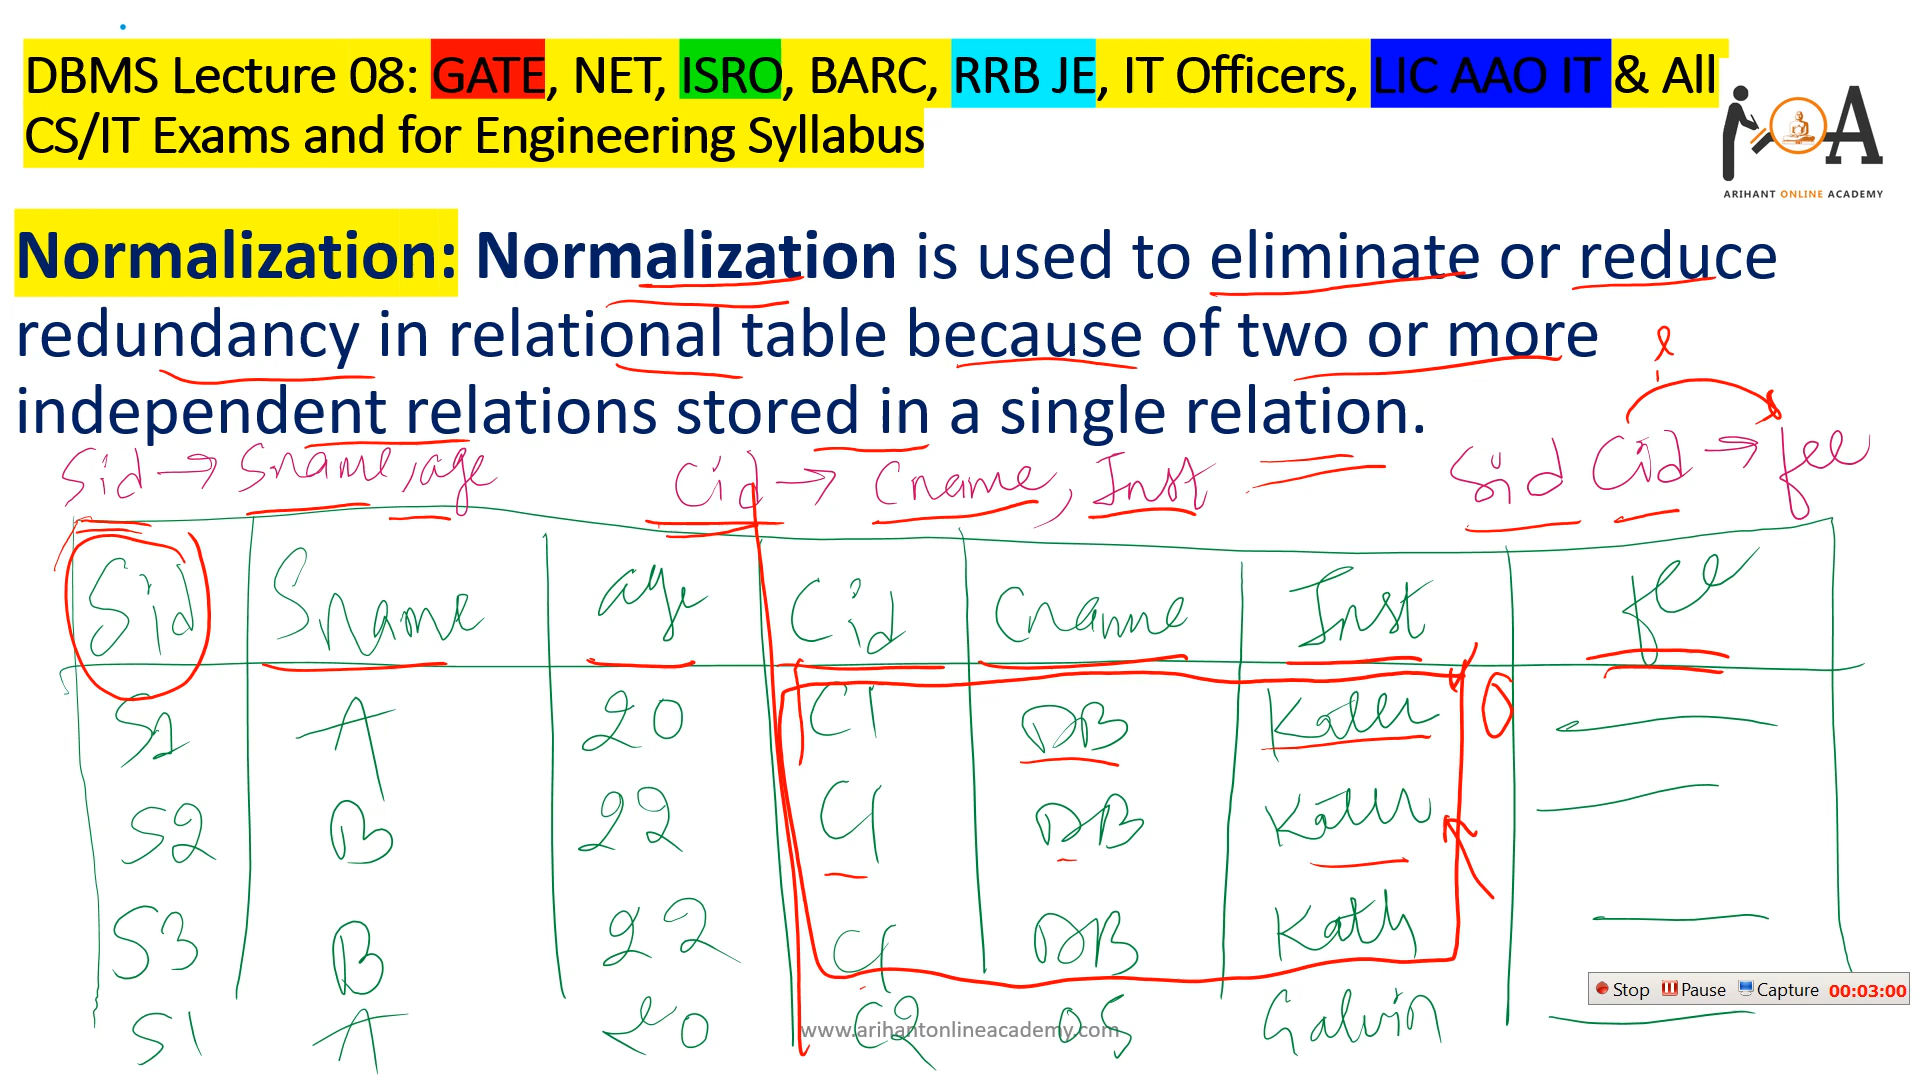 DBMS Lecture 08: GATE, NET, ISRO, BARC, RRB JE, IT Officers, LIC AAO IT & All
CS/IT Exams and for Engineering Syllabus
ARIHANT ONLINE ACADEMY
Normalization: Normalization is used to eliminate or reduce
redundancy in relational table because of two or more
independent relations stored in a single relation.
Sid → Sname, age Cid → Cname, Inst Sid Cid → fee
Sid Sname age Cid Cname Inst fee
S1 A 20 C1 DB
S2 B 22 C1 DB
S3 B 22 C1 DB
Stop Pause Capture 00:03:00
S1 A 20 C2 OS Galvin
www.arihantonlineacademy.com